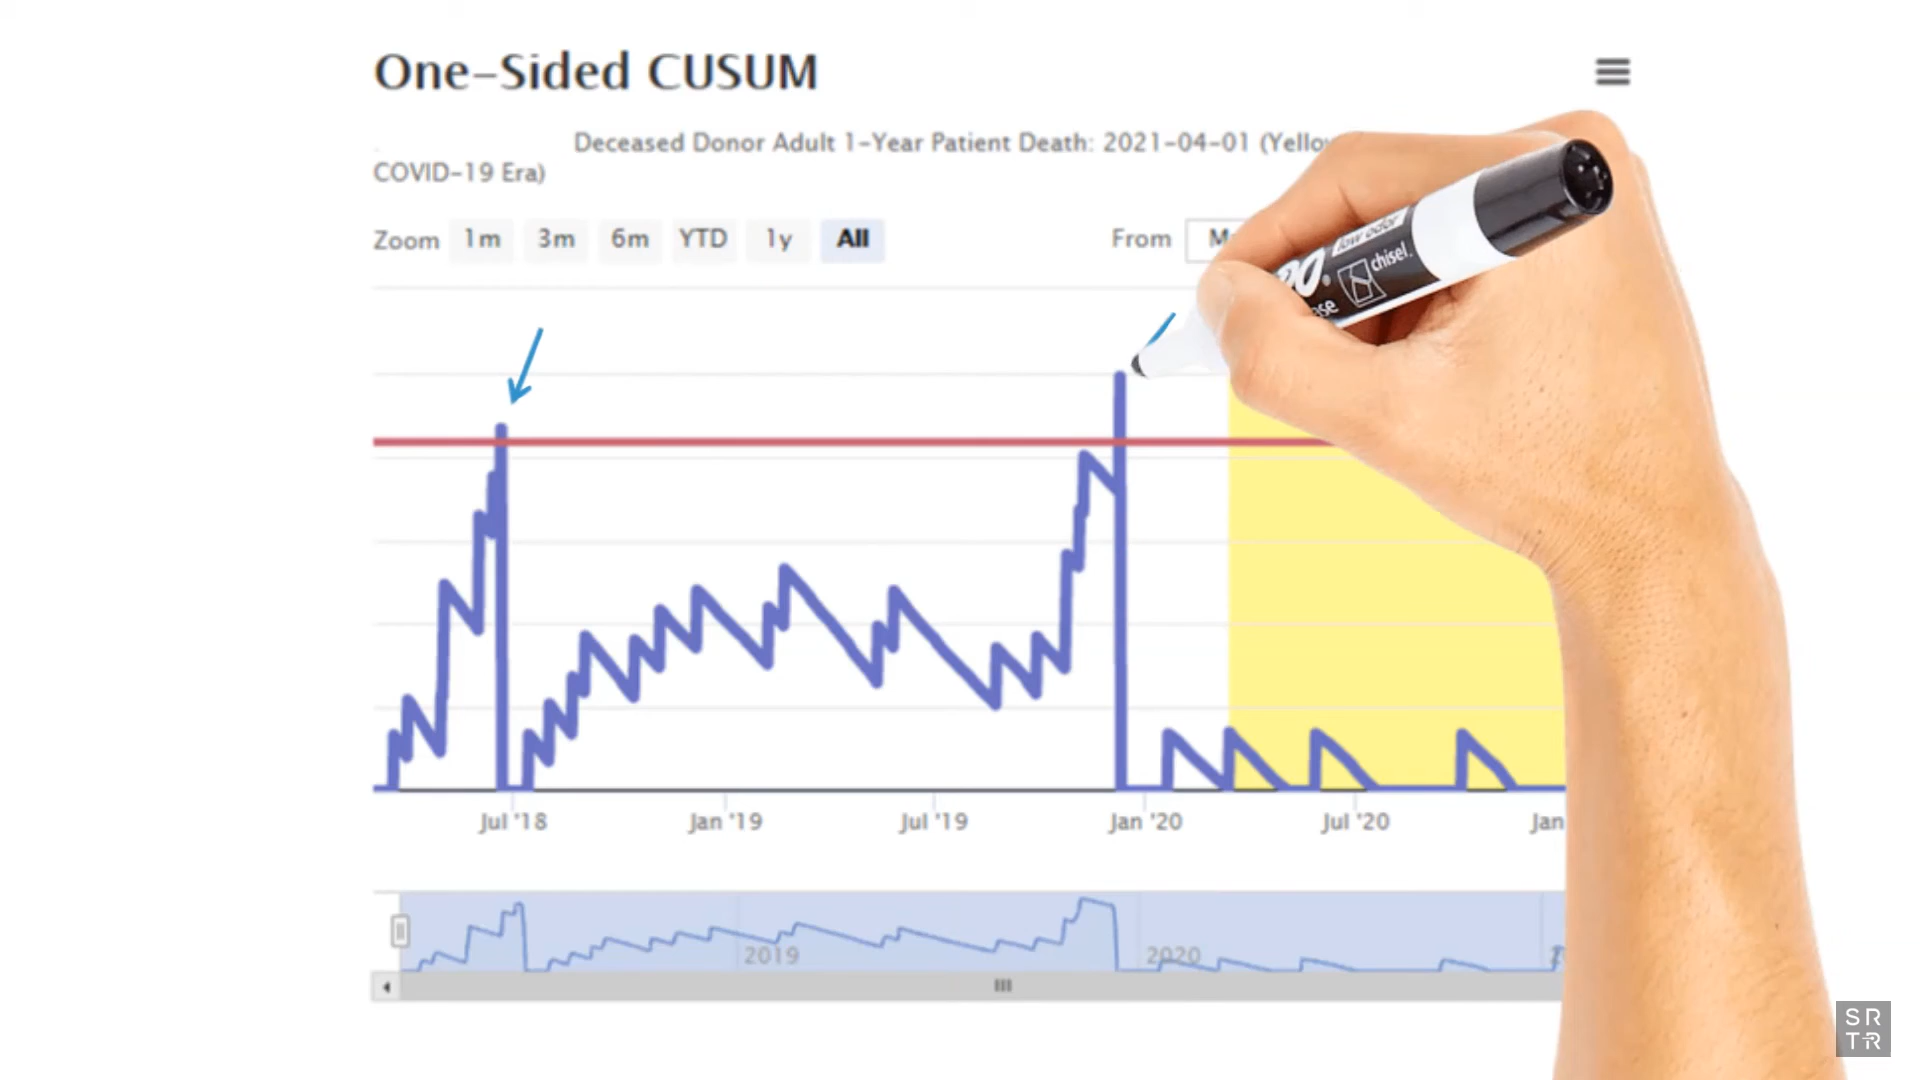 One-Sided CUSUM
Deceased Donor Adult 1-Year Patient Death: 2021-04-01 (Yello
COVID-19 Era)
Zoom 1m 3m 6m YTD 1y All From
low odor
chisel.
Jul '18 Jan '19 Jul '19 Jan '20 Jul '20 Jan
2019 2020
SR
TR